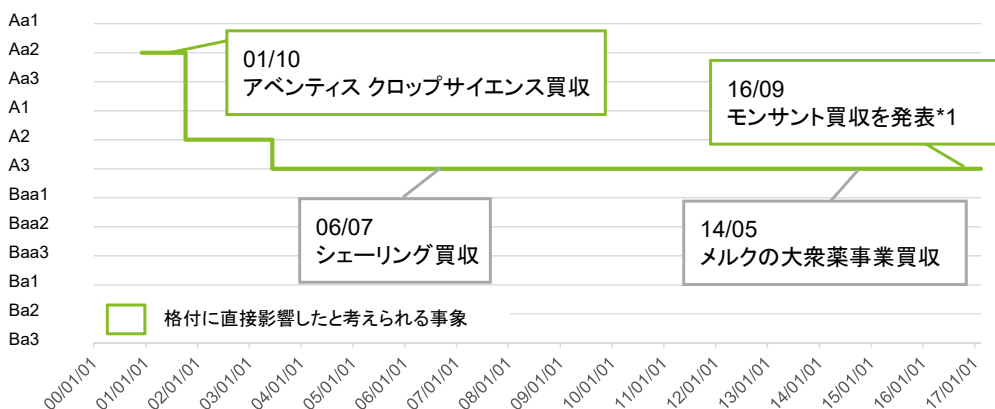 Aa1
Aa2
Aa3
A1
A2
A3
Baa1
Baa2
Baa3
Ba1
Ba2
Ba3
01/10
アベンティス クロップサイエンス買収
16/09
モンサント買収を発表*1
06/07
シェーリング買収
14/05
メルクの大衆薬事業買収
格付に直接影響したと考えられる事象
00/01/01
01/01/01
02/01/01
03/01/01
04/01/01
05/01/01
06/01/01
07/01/01
08/01/01
09/01/01
10/01/01
11/01/01
12/01/01
13/01/01
14/01/01
15/01/01
16/01/01
17/01/01